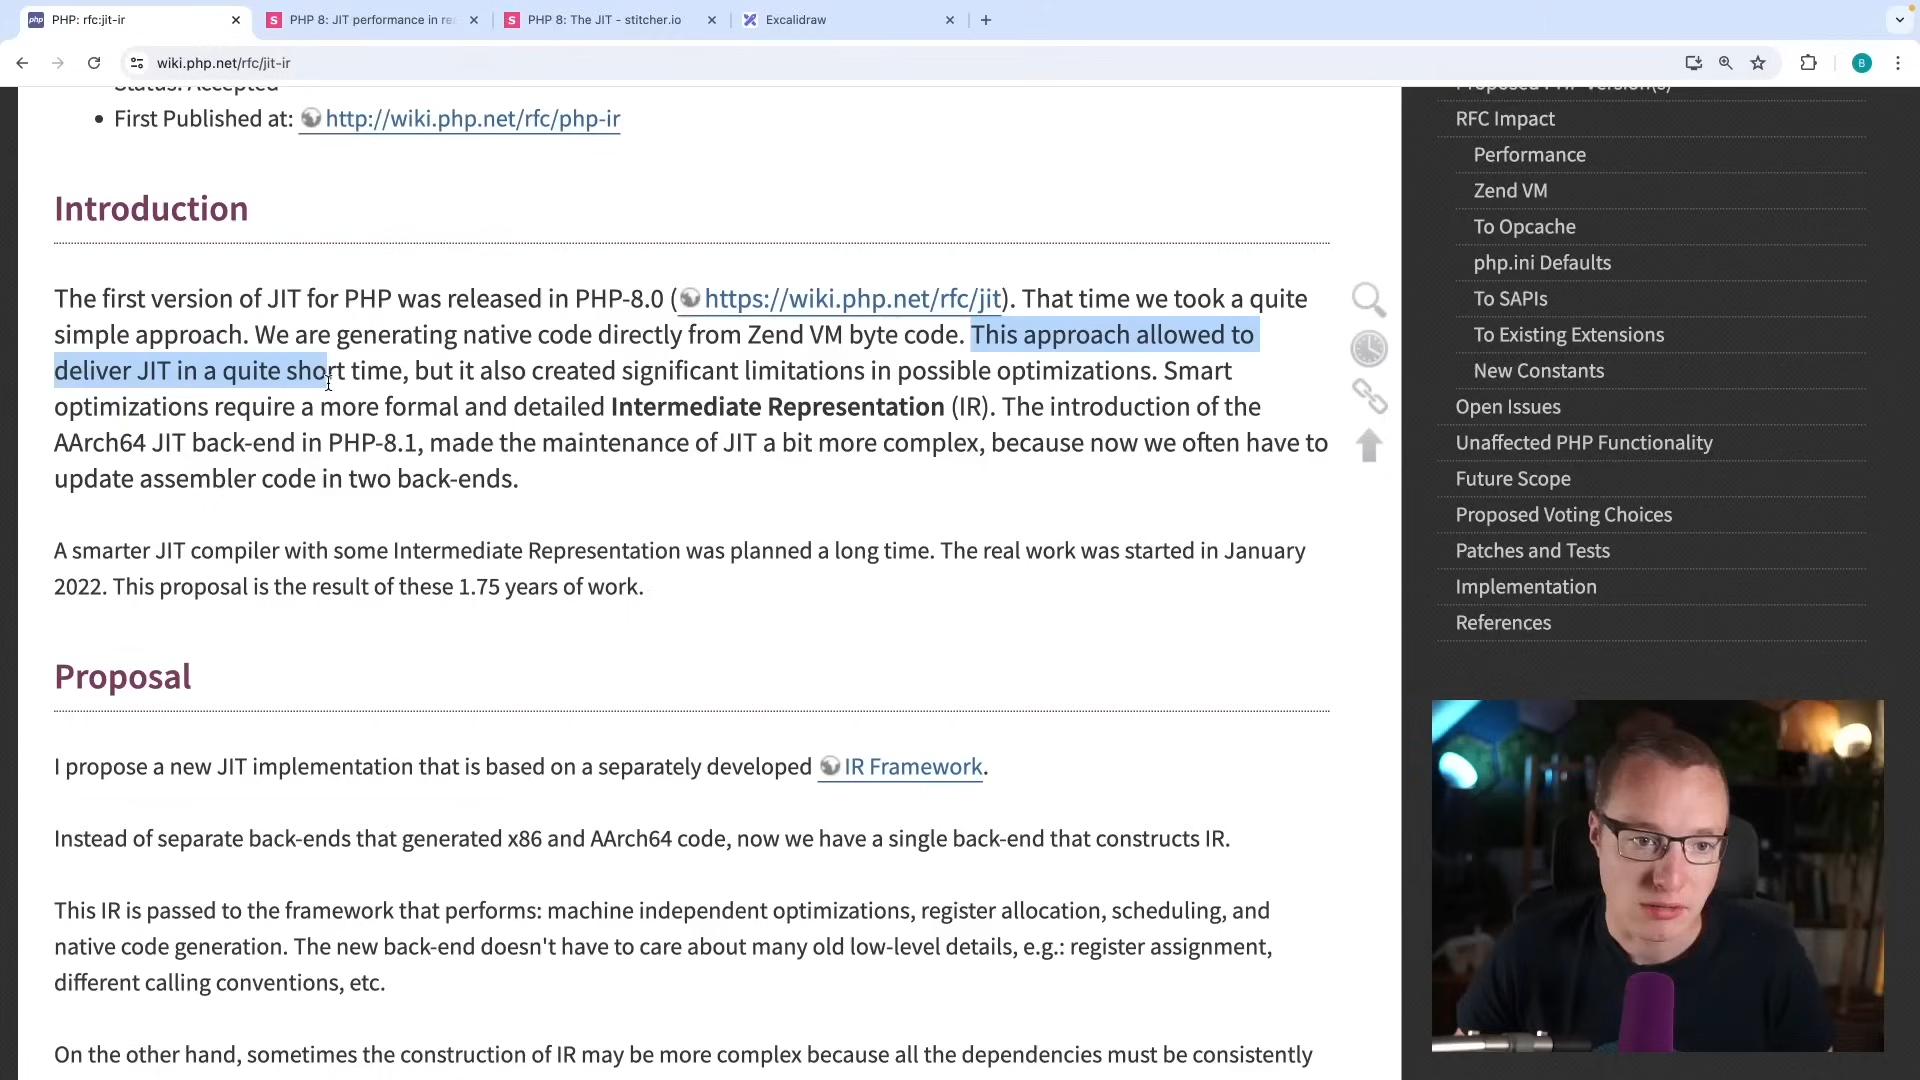 PHP: rfc:jit-ir
PHP 8: JIT performance in re
PHP 8: The JIT - stitcher.io
Excalidraw
wiki.php.net/rfc/jit-ir
B
Status: Accepted
First Published at: http://wiki.php.net/rfc/php-ir
Introduction
The first version of JIT for PHP was released in PHP-8.0 (https://wiki.php.net/rfc/jit). That time we took a quite
simple approach. We are generating native code directly from Zend VM byte code. This approach allowed to
deliver JIT in a quite short time, but it also created significant limitations in possible optimizations. Smart
optimizations require a more formal and detailed Intermediate Representation (IR). The introduction of the
AArch64 JIT back-end in PHP-8.1, made the maintenance of JIT a bit more complex, because now we often have to
update assembler code in two back-ends.
A smarter JIT compiler with some Intermediate Representation was planned a long time. The real work was started in January
2022. This proposal is the result of these 1.75 years of work.
Proposal
I propose a new JIT implementation that is based on a separately developed IR Framework.
Instead of separate back-ends that generated x86 and AArch64 code, now we have a single back-end that constructs IR.
This IR is passed to the framework that performs: machine independent optimizations, register allocation, scheduling, and
native code generation. The new back-end doesn't have to care about many old low-level details, e.g.: register assignment,
different calling conventions, etc.
On the other hand, sometimes the construction of IR may be more complex because all the dependencies must be consistently
Proposed PHP Version(s)
RFC Impact
Performance
Zend VM
To Opcache
php.ini Defaults
To SAPIs
To Existing Extensions
New Constants
Open Issues
Unaffected PHP Functionality
Future Scope
Proposed Voting Choices
Patches and Tests
Implementation
References